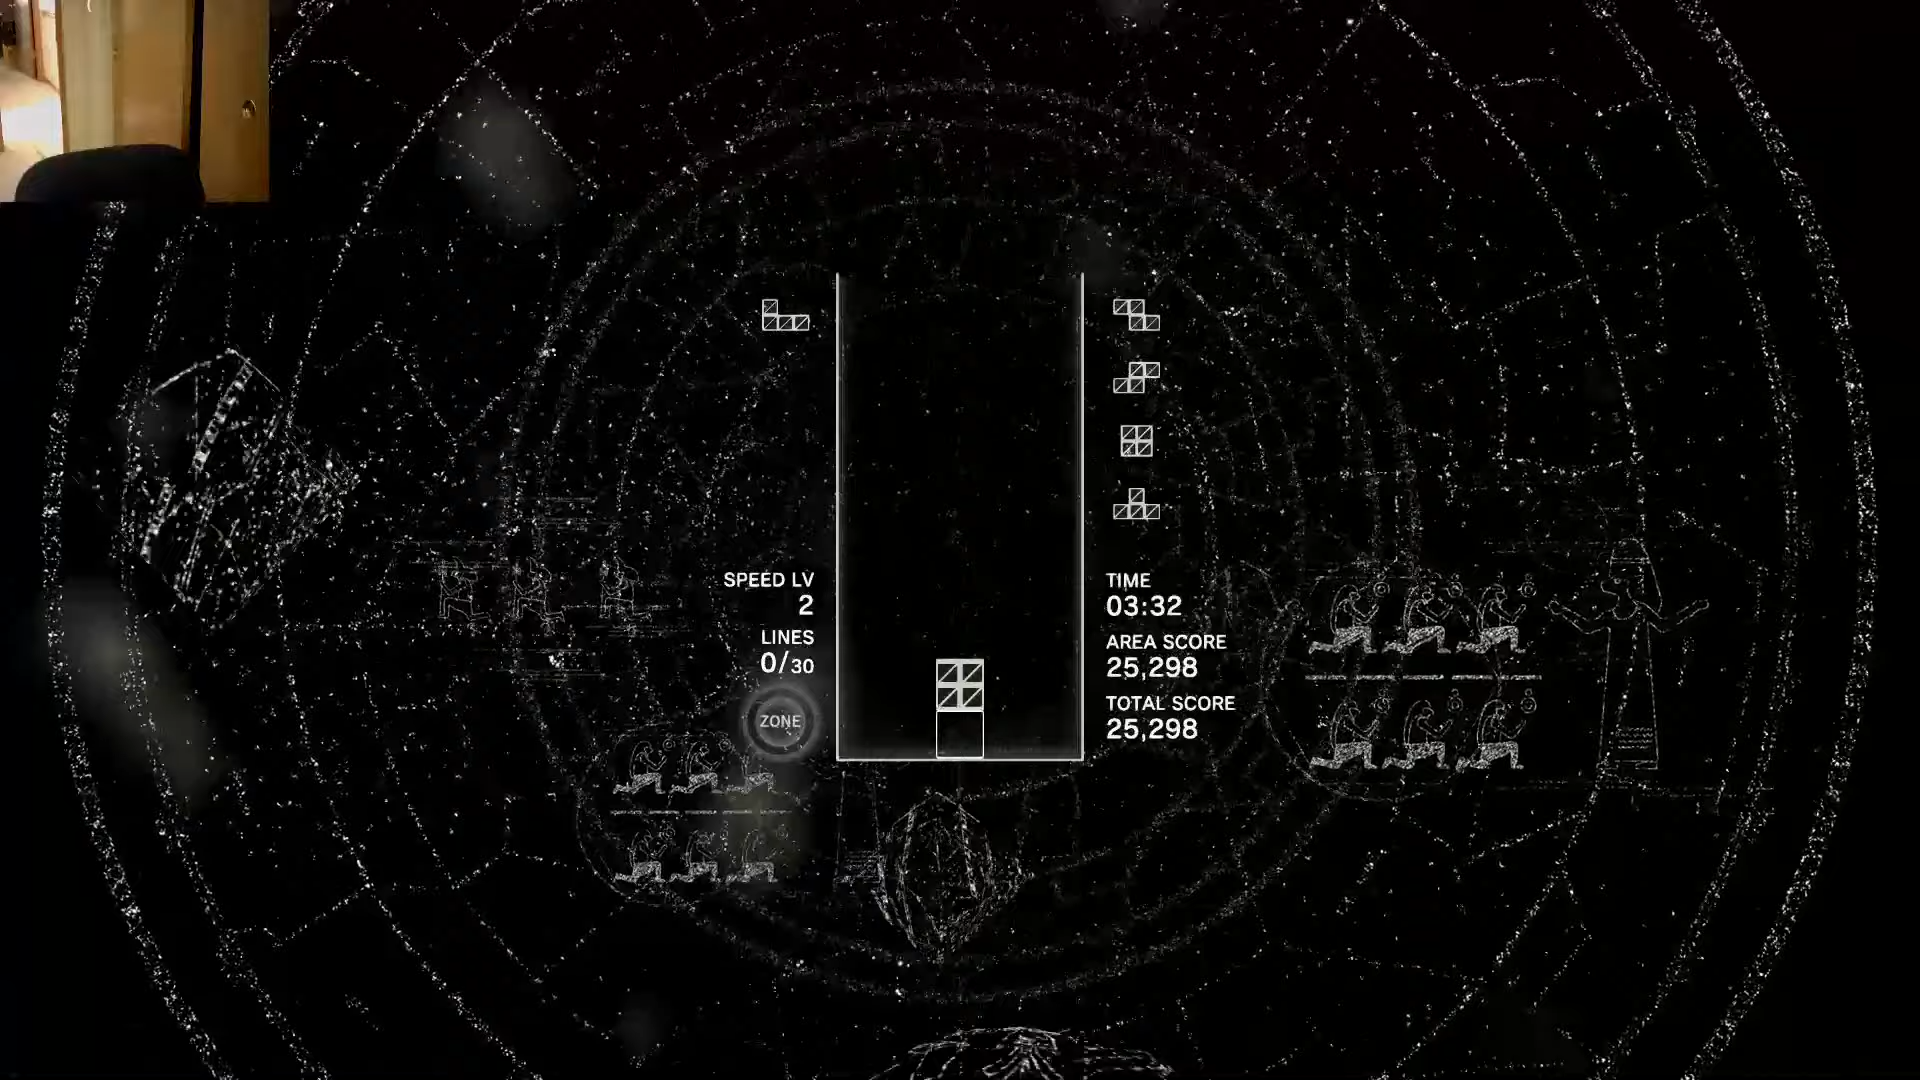 SPEED LV
2
LINES
0/30
ZONE
TIME
03:32
AREA SCORE
25,298
TOTAL SCORE
25,298